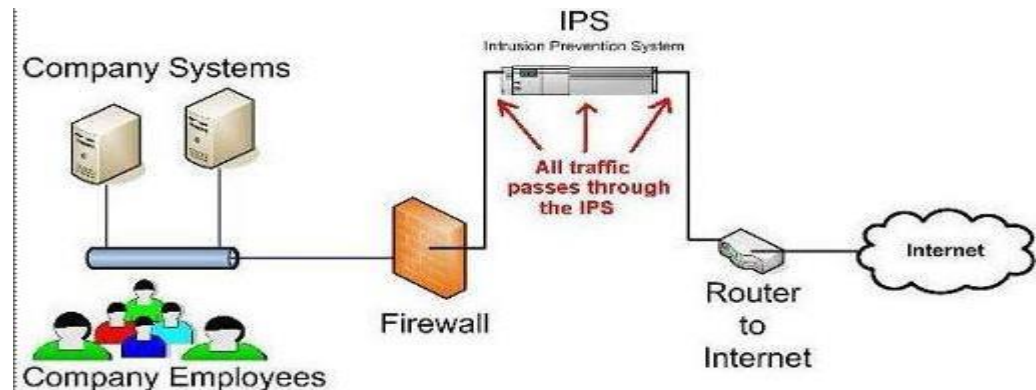 IPS
Intrusion Prevention System
Company Systems
All traffic
passes through
the IPS
Internet
Firewall
Router
to
Internet
Company Employees